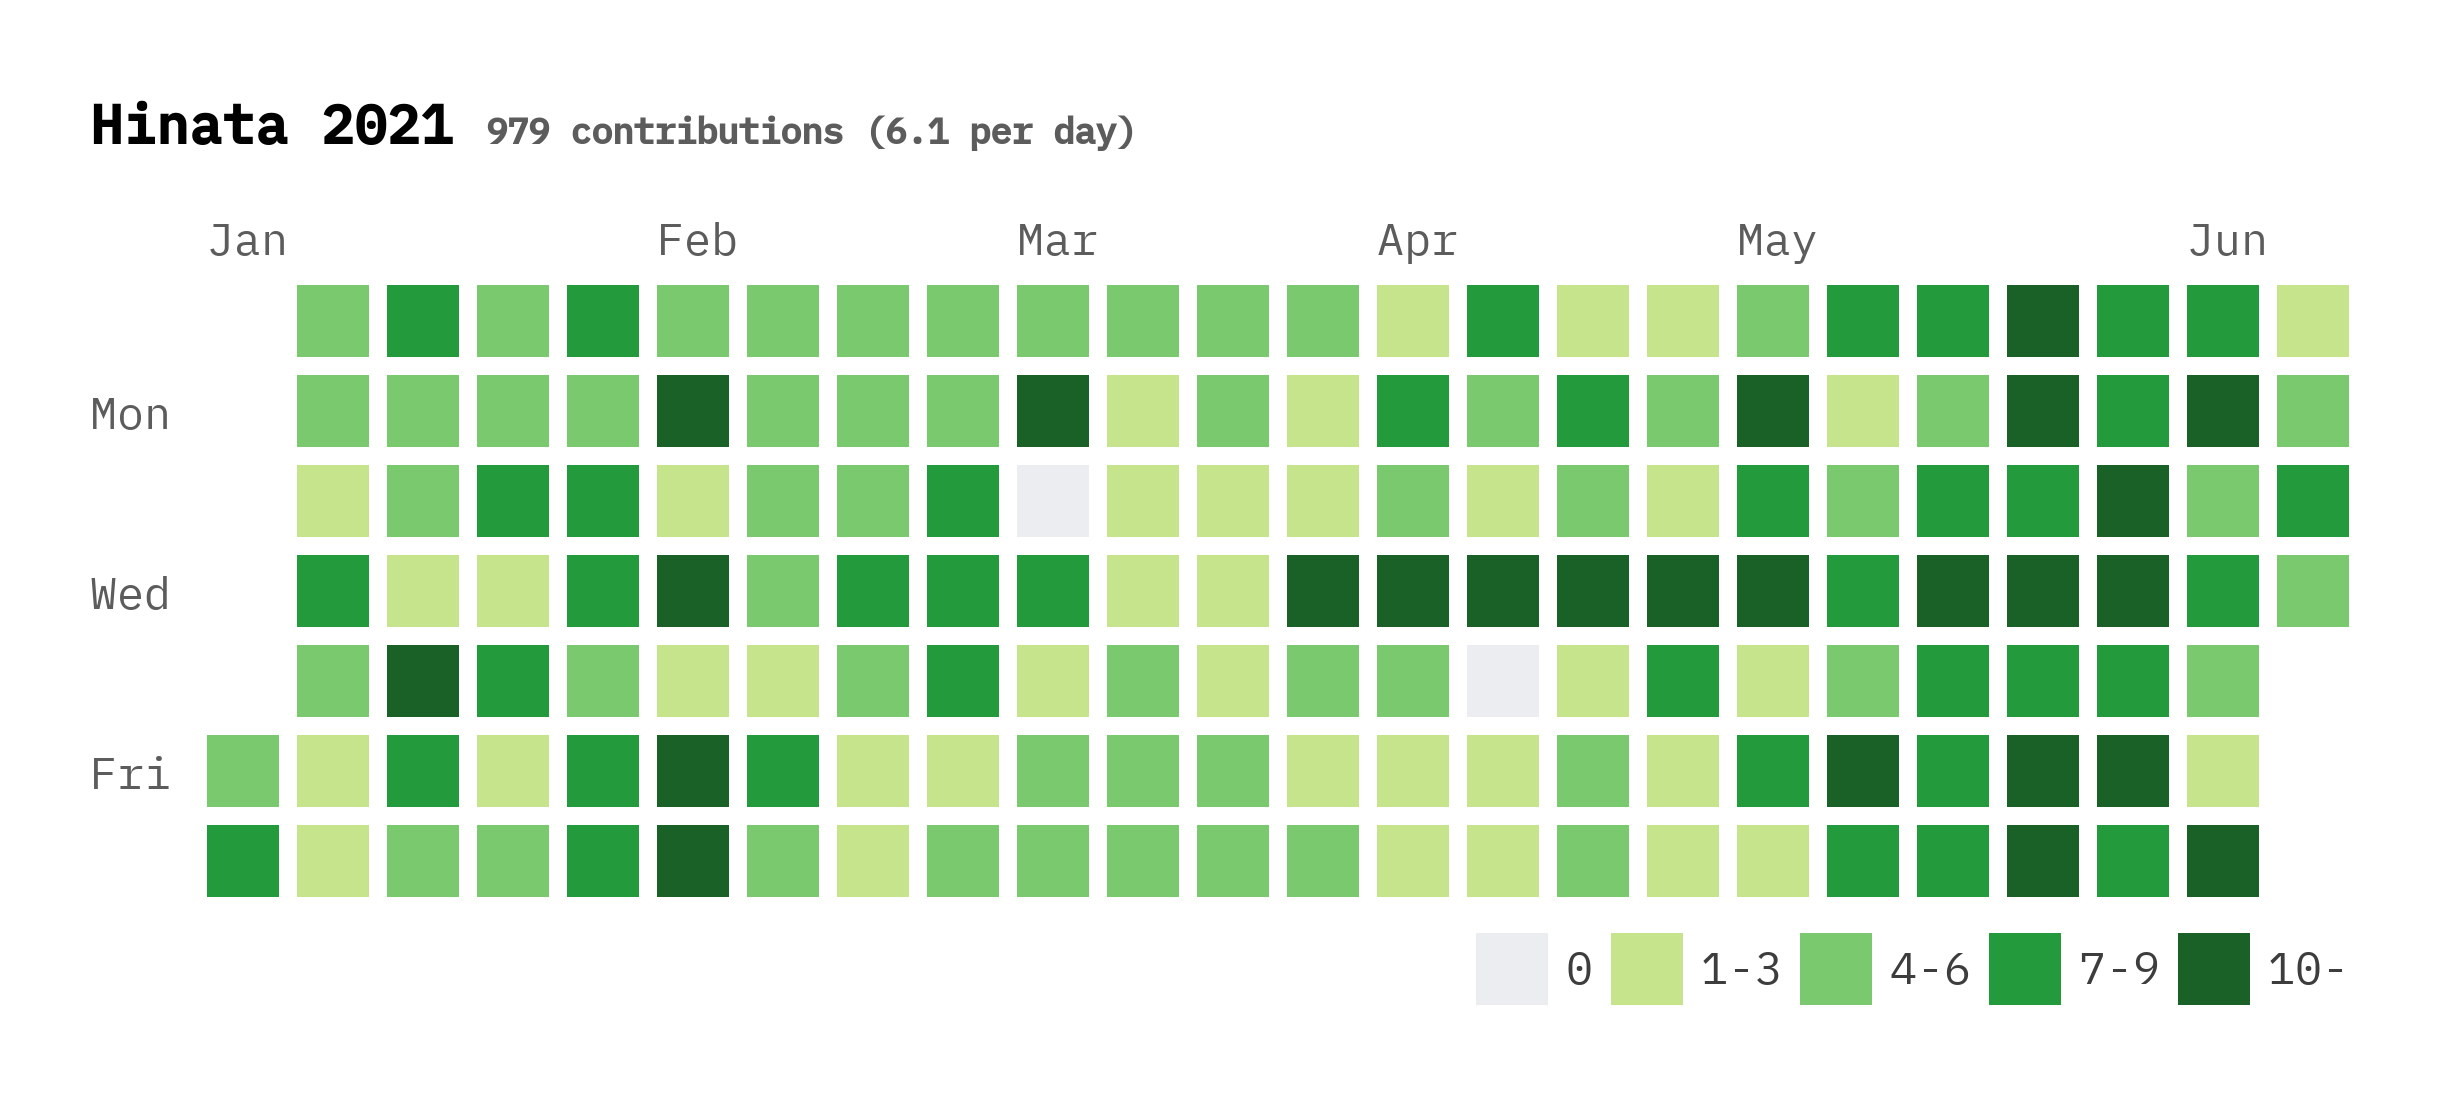 Hinata 2021 979 contributions (6.1 per day)
Jan Feb Mar Apr May Jun
Mon
Wed
Fri
0 1-3 4-6 7-9 10-